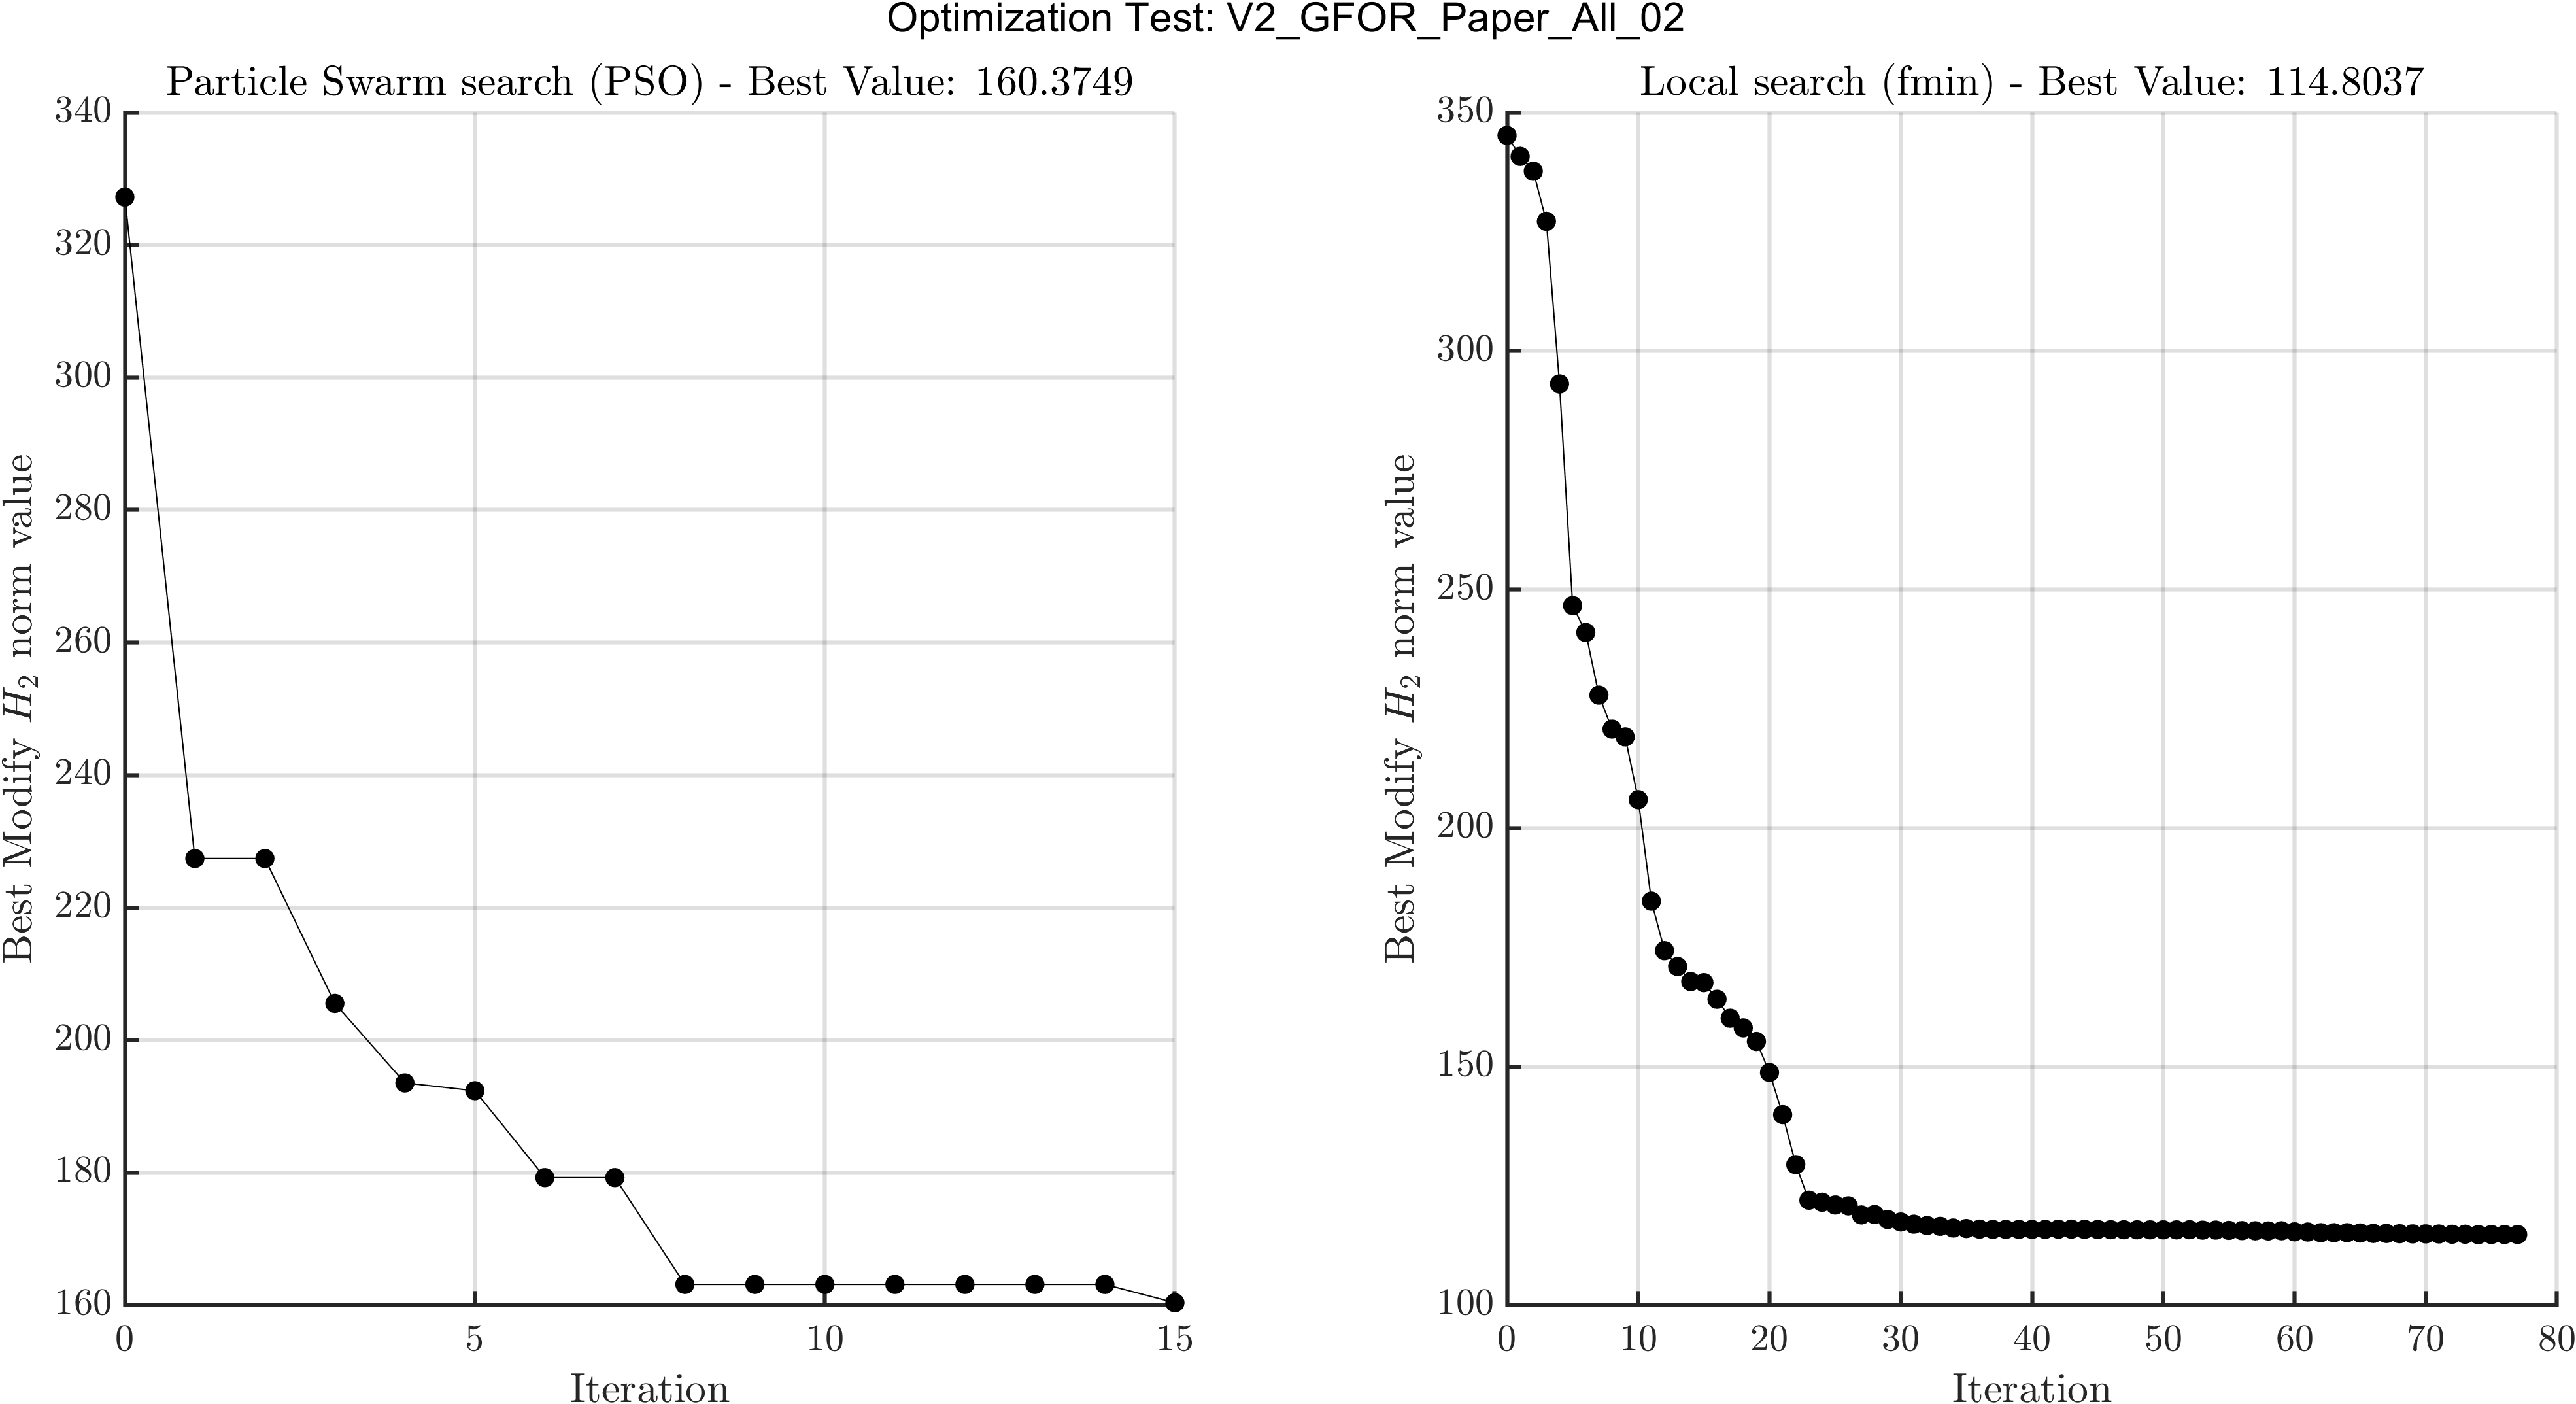 Optimization Test: V2_GFOR_Paper_All_02
Particle Swarm search (PSO) - Best Value: 160.3749
340
320
300
280
260
240
220
200
180
160
Best Modify H2 norm value
0 5 10 15
Iteration
Local search (fmin) - Best Value: 114.8037
350
300
250
200
150
100
Best Modify H2 norm value
0 10 20 30 40 50 60 70 80
Iteration